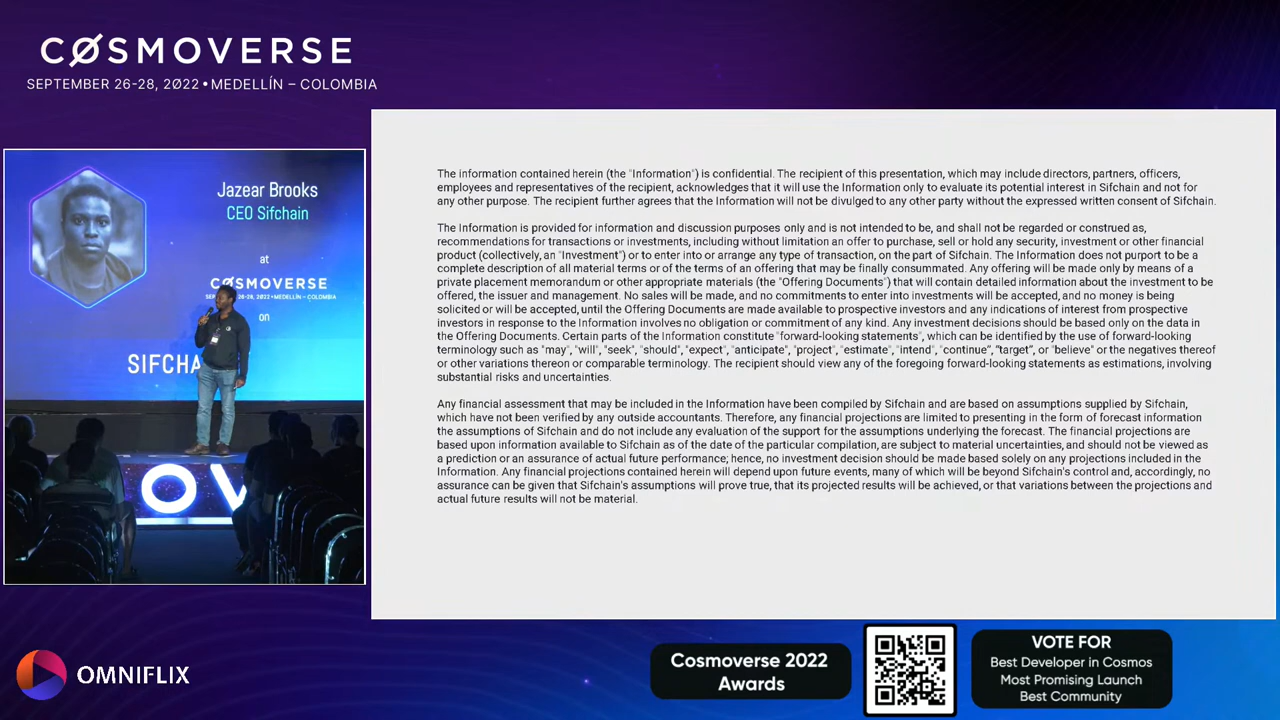 CØSMOVERSE
SEPTEMBER 26-28, 2022 • MEDELLÍN – COLOMBIA
Jazear Brooks
CEO Sifchain
at
CØSMOVERSE
SEP 26-28, 2022 • MEDELLÍN – COLOMBIA
on
SIFCHA
OV
The information contained herein (the "Information") is confidential. The recipient of this presentation, which may include directors, partners, officers,
employees and representatives of the recipient, acknowledges that it will use the Information only to evaluate its potential interest in Sifchain and not for
any other purpose. The recipient further agrees that the Information will not be divulged to any other party without the expressed written consent of Sifchain.
The Information is provided for information and discussion purposes only and is not intended to be, and shall not be regarded or construed as,
recommendations for transactions or investments, including without limitation an offer to purchase, sell or hold any security, investment or other financial
product (collectively, an "Investment") or to enter into or arrange any type of transaction, on the part of Sifchain. The Information does not purport to be a
complete description of all material terms or of the terms of an offering that may be finally consummated. Any offering will be made only by means of a
private placement memorandum or other appropriate materials (the "Offering Documents") that will contain detailed information about the investment to be
offered, the issuer and management. No sales will be made, and no commitments to enter into investments will be accepted, and no money is being
solicited or will be accepted, until the Offering Documents are made available to prospective investors and any indications of interest from prospective
investors in response to the Information involves no obligation or commitment of any kind. Any investment decisions should be based only on the data in
the Offering Documents. Certain parts of the Information constitute "forward-looking statements", which can be identified by the use of forward-looking
terminology such as "may", "will", "seek", "should", "expect", "anticipate", "project", "estimate", "intend", "continue", "target", or "believe" or the negatives thereof
or other variations thereon or comparable terminology. The recipient should view any of the foregoing forward-looking statements as estimations, involving
substantial risks and uncertainties.
Any financial assessment that may be included in the Information have been compiled by Sifchain and are based on assumptions supplied by Sifchain,
which have not been verified by any outside accountants. Therefore, any financial projections are limited to presenting in the form of forecast information
the assumptions of Sifchain and do not include any evaluation of the support for the assumptions underlying the forecast. The financial projections are
based upon information available to Sifchain as of the date of the particular compilation, are subject to material uncertainties, and should not be viewed as
a prediction or an assurance of actual future performance; hence, no investment decision should be made based solely on any projections included in the
Information. Any financial projections contained herein will depend upon future events, many of which will be beyond Sifchain's control and, accordingly, no
assurance can be given that Sifchain's assumptions will prove true, that its projected results will be achieved, or that variations between the projections and
actual future results will not be material.
OMNIFLIX
Cosmoverse 2022
Awards
VOTE FOR
Best Developer in Cosmos
Most Promising Launch
Best Community